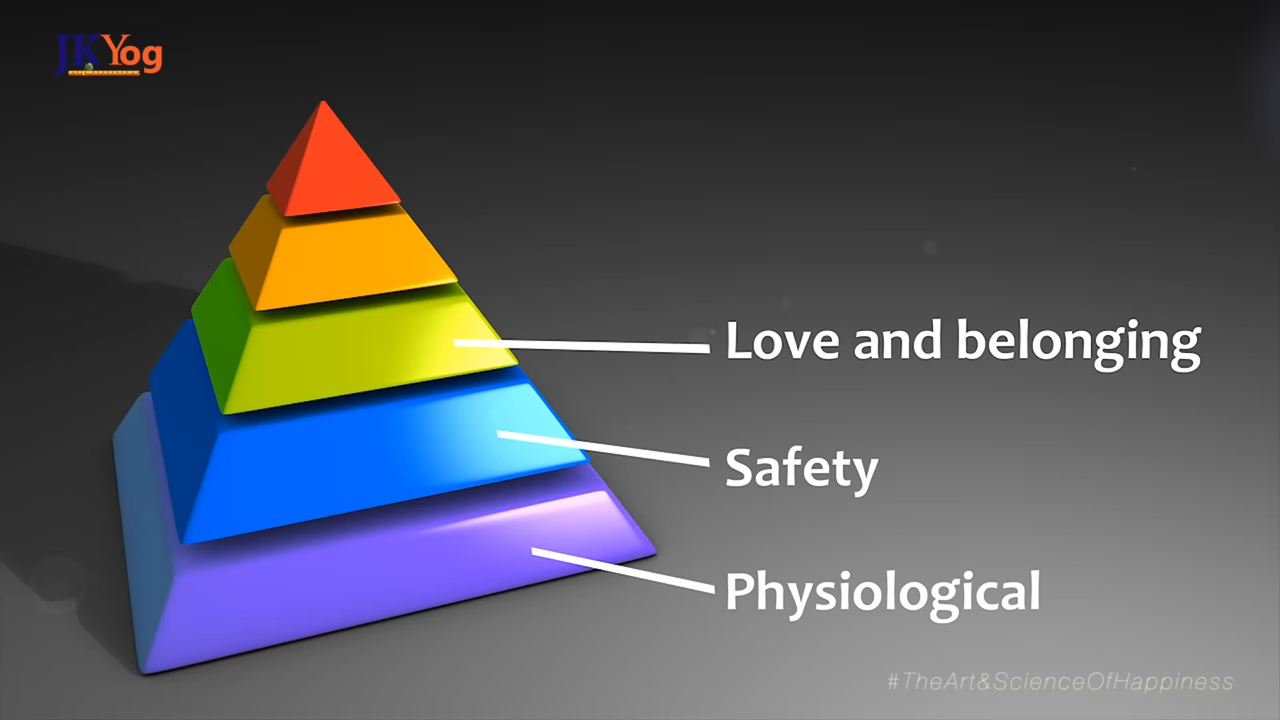 JKYog
Love and belonging
Safety
Physiological
#TheArt&ScienceOfHappiness